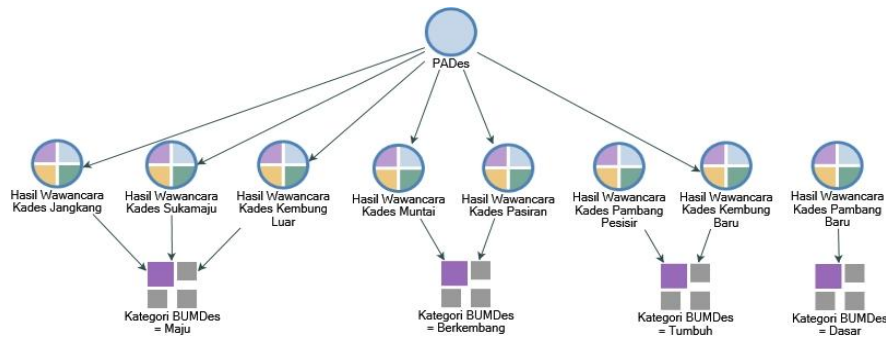 PADes
Hasil Wawancara
Kades Jangkang
Hasil Wawancara
Kades Sukamaju
Hasil Wawancara
Kades Kembung
Luar
Hasil Wawancara
Kades Muntai
Hasil Wawancara
Kades Pasiran
Hasil Wawancara
Kades Pambang
Pesisir
Hasil Wawancara
Kades Kembung
Baru
Hasil Wawancara
Kades Pambang
Baru
Kategori BUMDes
= Maju
Kategori BUMDes
= Berkembang
Kategori BUMDes
= Tumbuh
Kategori BUMDes
= Dasar